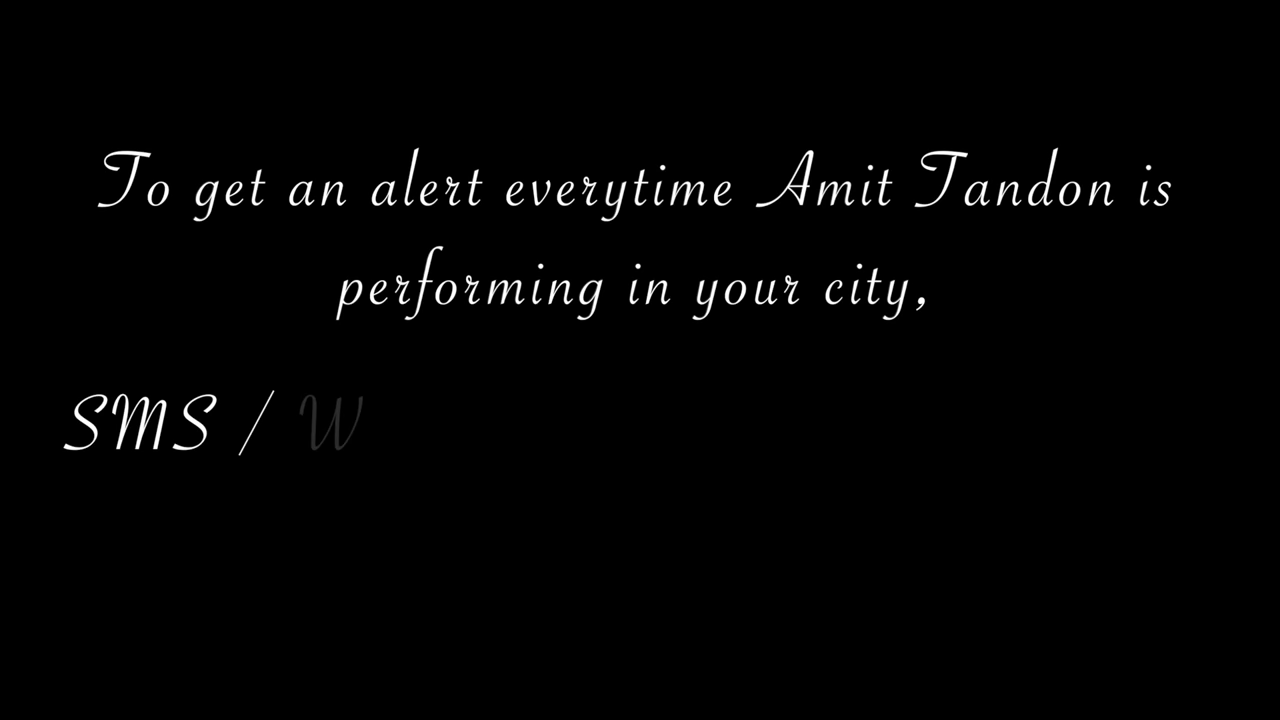 To get an alert everytime Amit Tandon is
performing in your city,
SMS / W